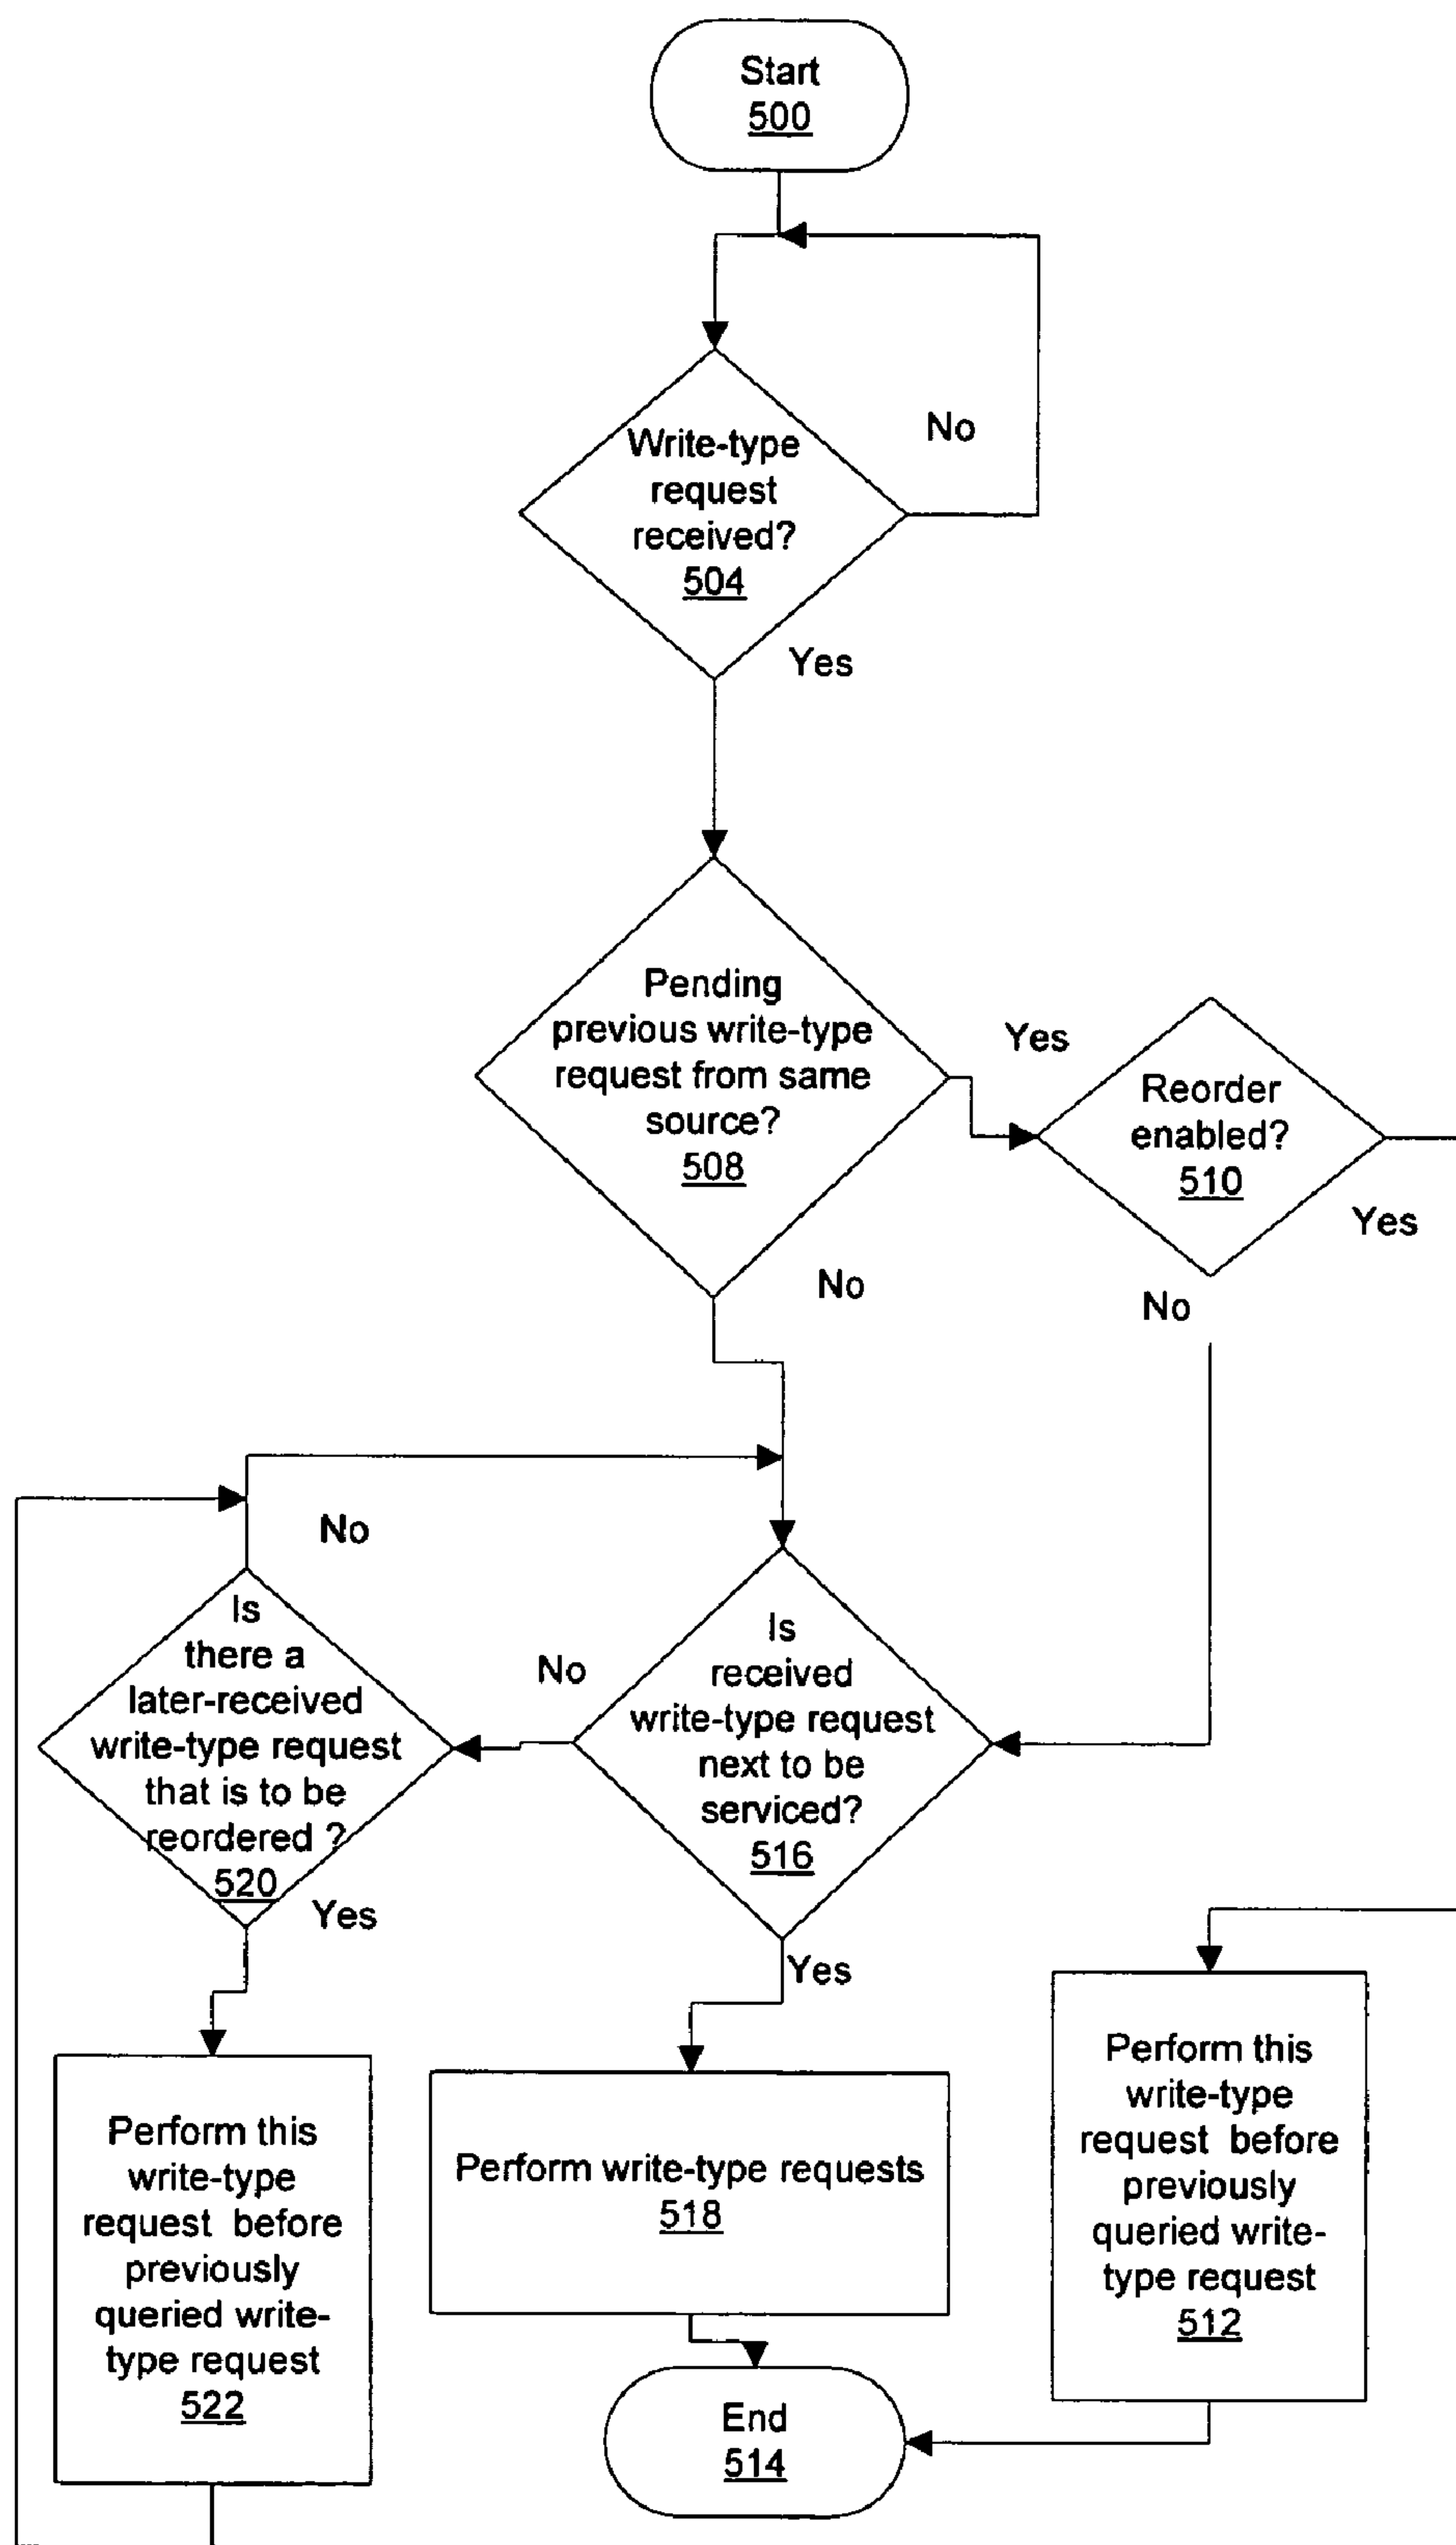 Start
500
No
Write-type
request
received?
504
Yes
Pending
previous write-type
request from same
source?
508
Yes
Reorder
enabled?
510
Yes
No
No
No
Is
there a
later-received
write-type request
that is to be
reordered ?
520
No
Is
received
write-type request
next to be
serviced?
516
Yes
Yes
Perform this
write-type
request before
previously
queried write-
type request
522
Perform write-type requests
518
Perform this
write-type
request before
previously
queried write-
type request
512
End
514